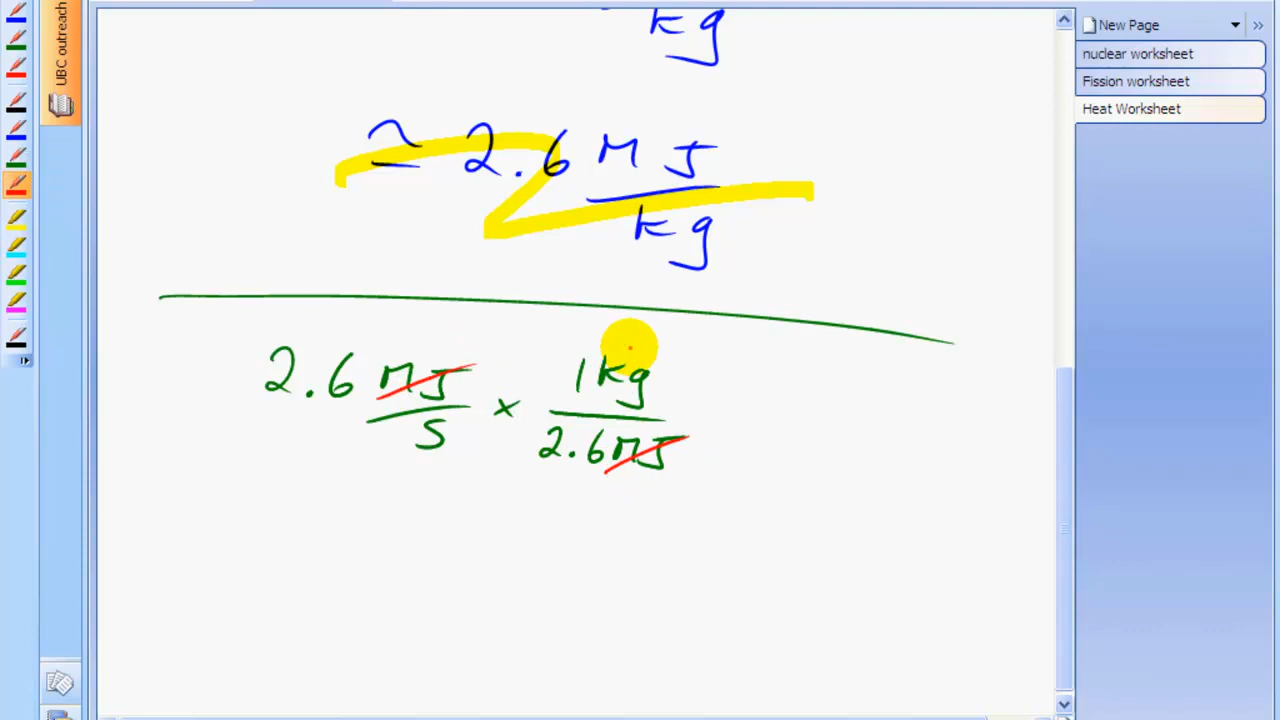 UBC outreach
New Page
nuclear worksheet
Fission worksheet
Heat Worksheet
kg
≃ 2.6 MJ
kg
2.6 MJ × 1kg
s 2.6MJ